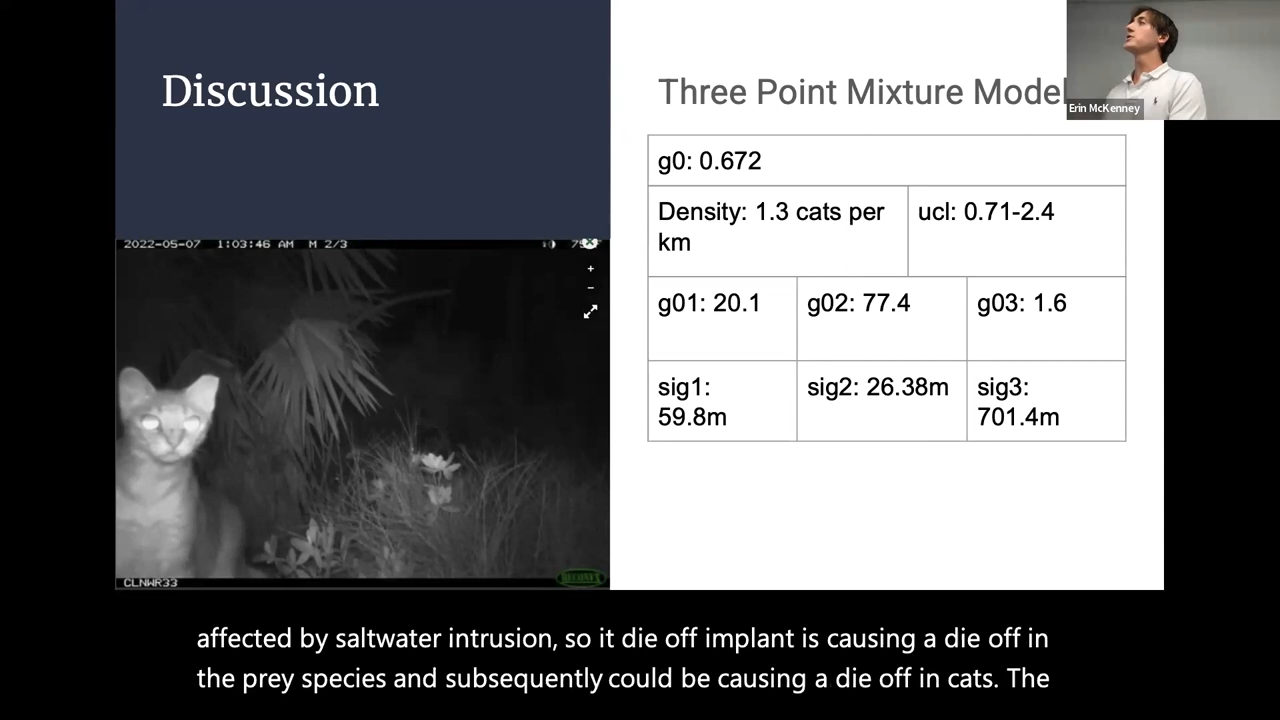 Discussion
Three Point Mixture Model
Erin McKenney
g0: 0.672
Density: 1.3 cats per
km
ucl: 0.71-2.4
g01: 20.1
g02: 77.4
g03: 1.6
sig1:
59.8m
sig2: 26.38m
sig3:
701.4m
2022-05-07 1:03:46 AM M 2/3
CLNWR33
affected by saltwater intrusion, so it die off implant is causing a die off in
the prey species and subsequently could be causing a die off in cats. The